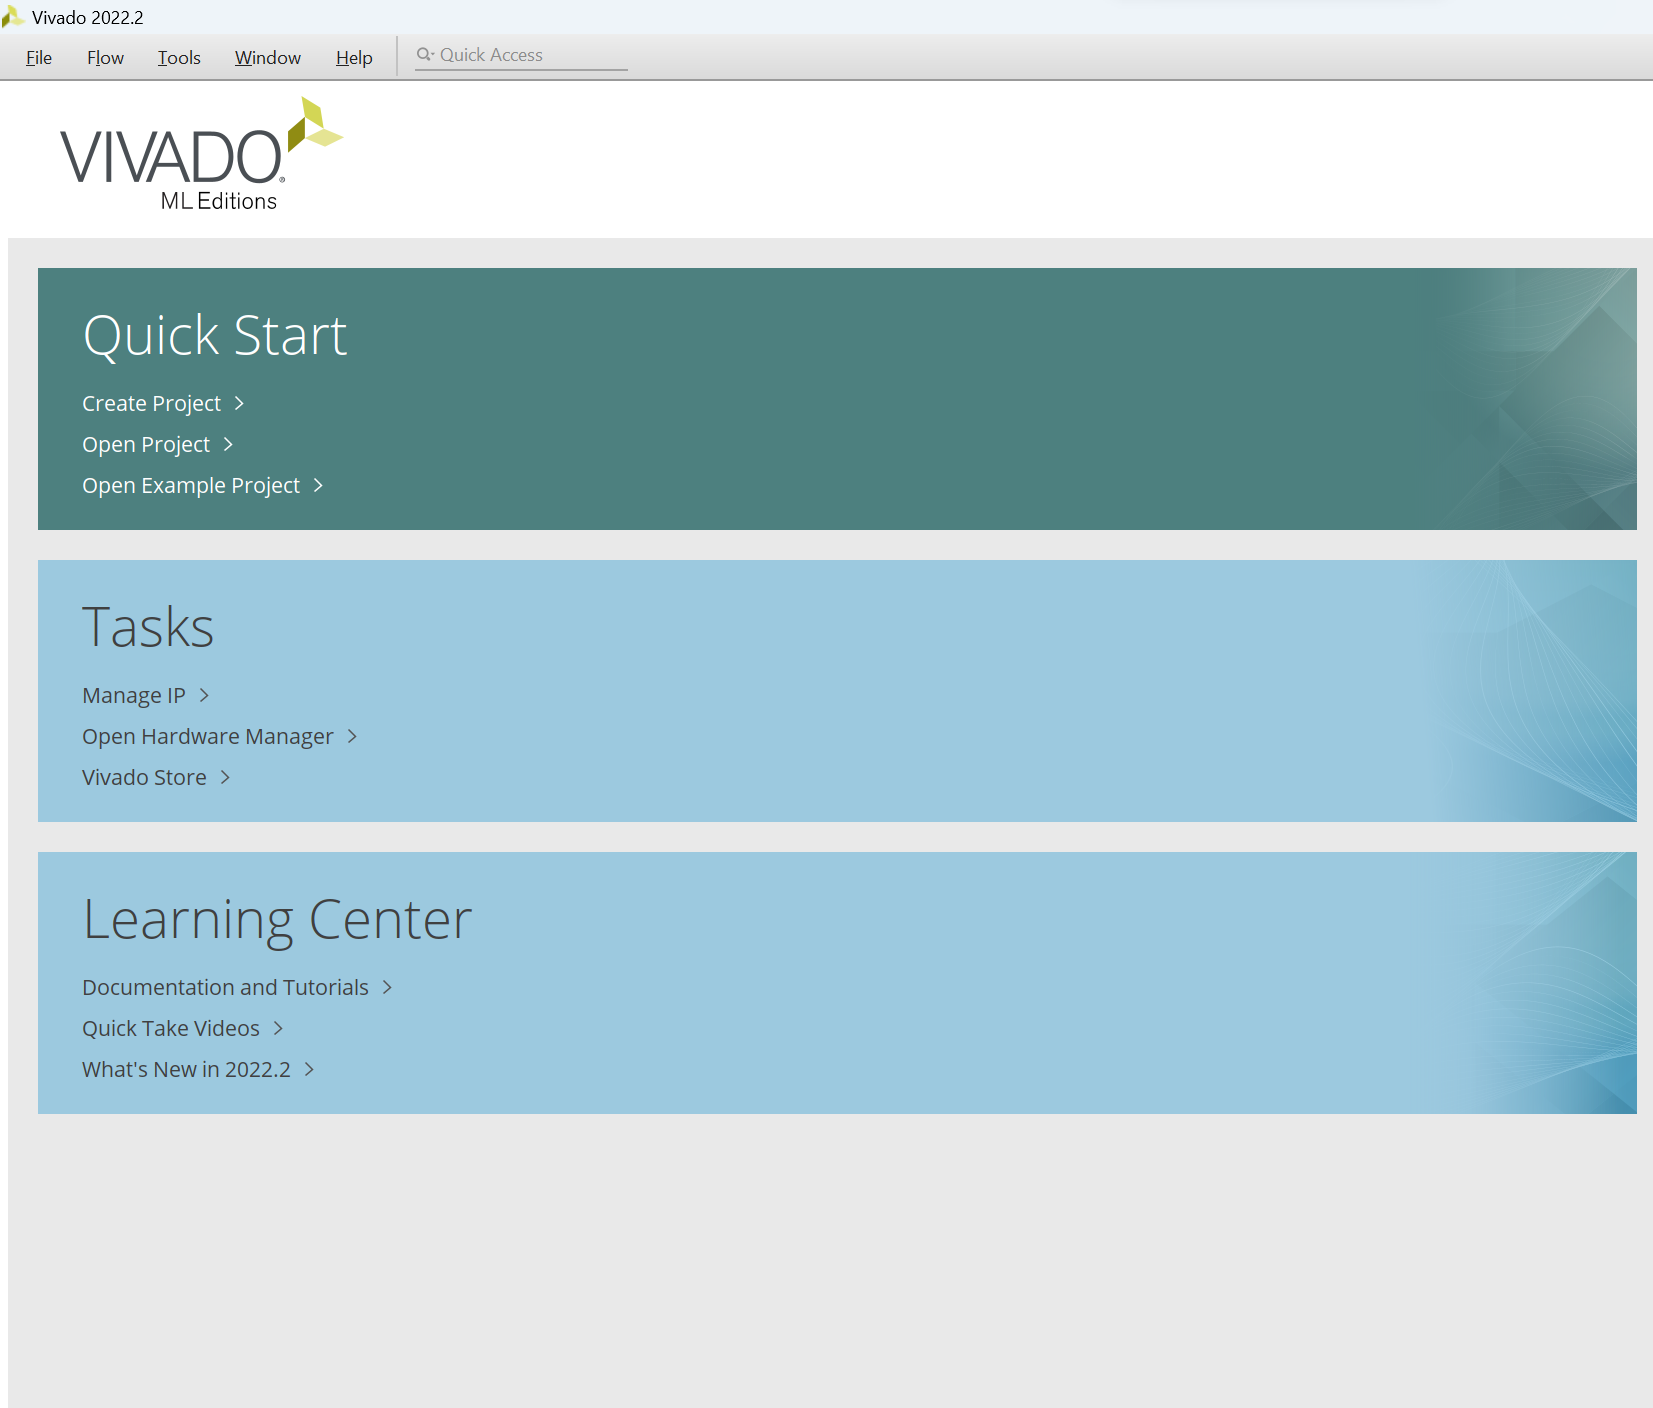 Vivado 2022.2
File Flow Tools Window Help Quick Access
VIVADO®
ML Editions
Quick Start
Create Project >
Open Project >
Open Example Project >
Tasks
Manage IP >
Open Hardware Manager >
Vivado Store >
Learning Center
Documentation and Tutorials >
Quick Take Videos >
What's New in 2022.2 >